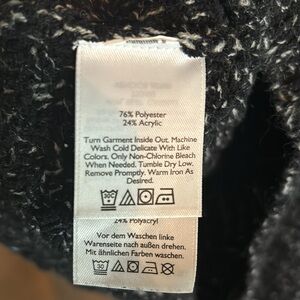 76% Polyester
24% Acrylic
Turn Garment Inside Out. Machine
Wash Cold Delicate With Like
Colors. Only Non-Chlorine Bleach
When Needed. Tumble Dry Low.
Remove Promptly. Warm Iron As
Desired.
24% Polyacryl
Vor dem Waschen linke
Warenseite nach außen drehen.
Mit ähnlichen Farben waschen.